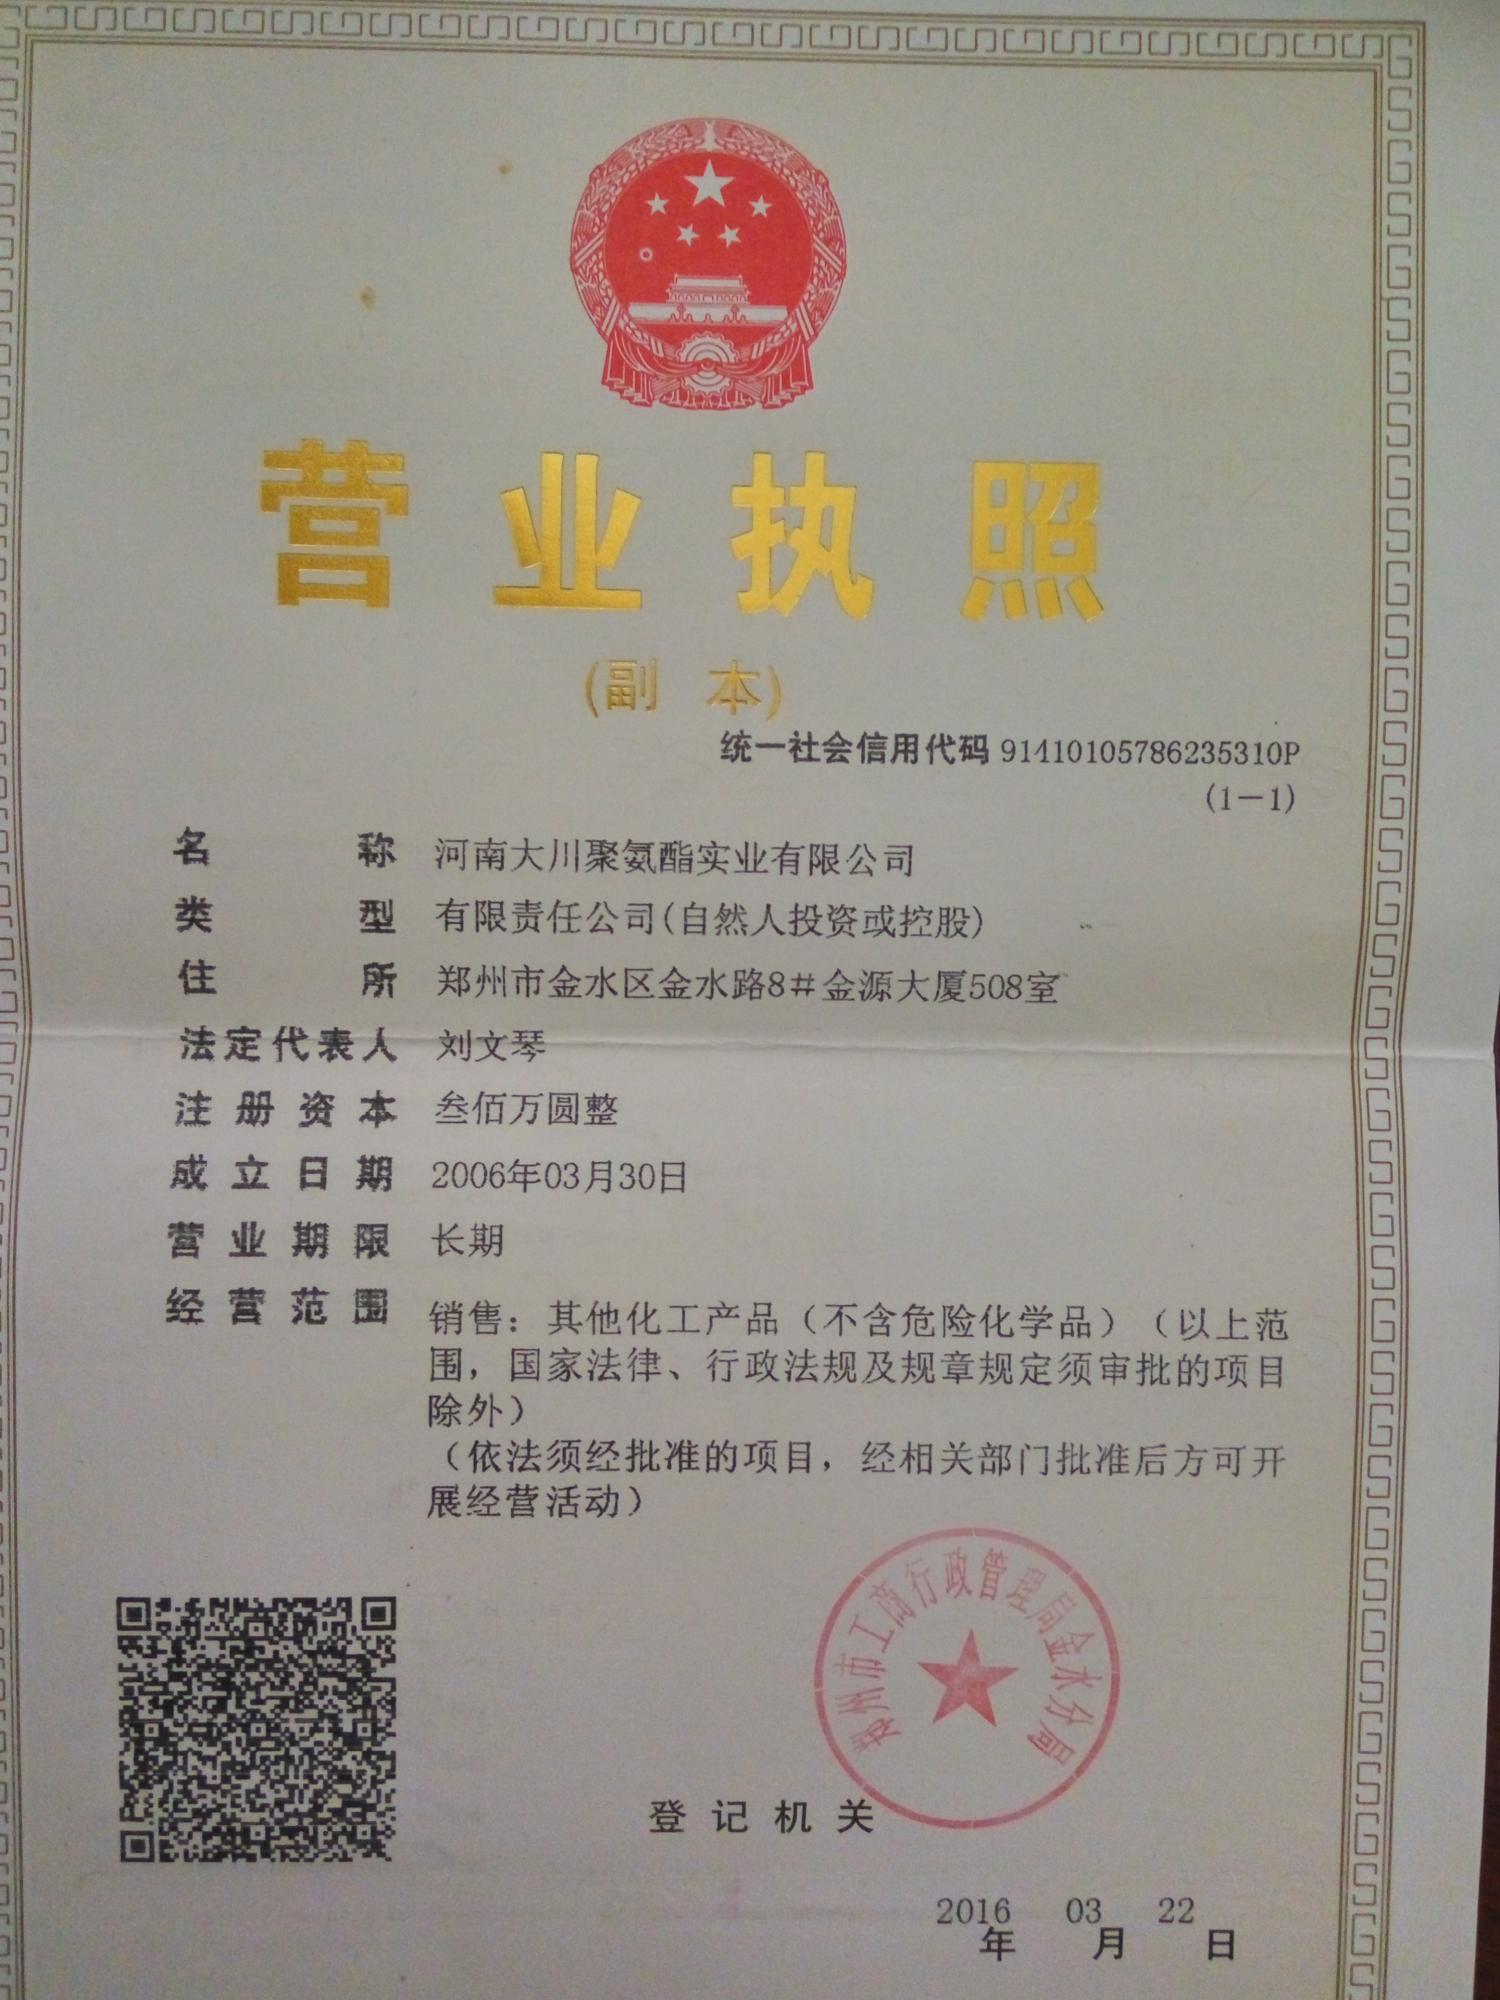 营业执照
(副 本)
统一社会信用代码 91410105786235310P
(1-1)
名称 河南大川聚氨酯实业有限公司
类型 有限责任公司(自然人投资或控股)
住所 郑州市金水区金水路8#金源大厦508室
法定代表人 刘文琴
注册资本 叁佰万圆整
成立日期 2006年03月30日
营业期限 长期
经营范围 销售：其他化工产品（不含危险化学品）（以上范
围，国家法律、行政法规及规章规定须审批的项目
除外）
（依法须经批准的项目，经相关部门批准后方可开
展经营活动）
郑州市工商行政管理局金水分局
登记机关
2016年03月22日